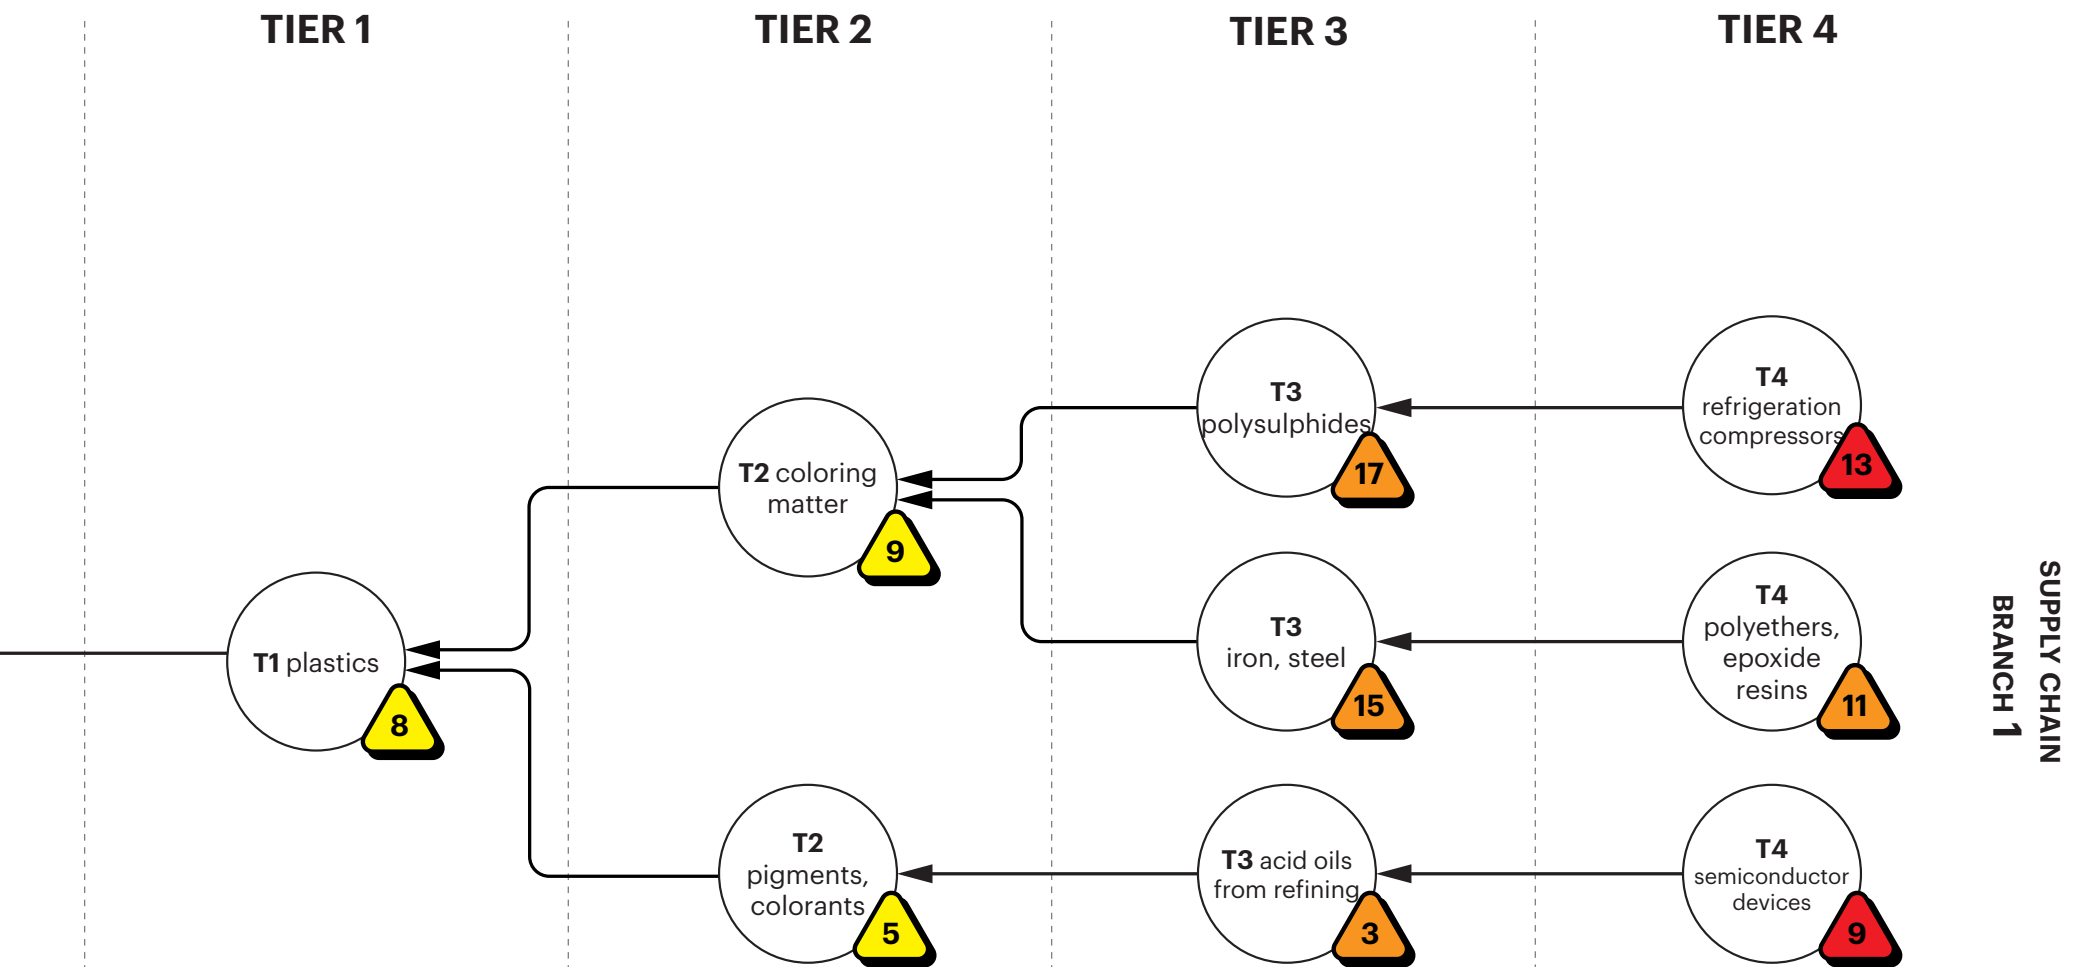 TIER 1
TIER 2
TIER 3
TIER 4
T1 plastics
8
T2 coloring
matter
9
T2
pigments,
colorants
5
T3
polysulphides
17
T3
iron, steel
15
T3 acid oils
from refining
3
T4
refrigeration
compressors
13
T4
polyethers,
epoxide
resins
11
T4
semiconductor
devices
9
SUPPLY CHAIN
BRANCH 1